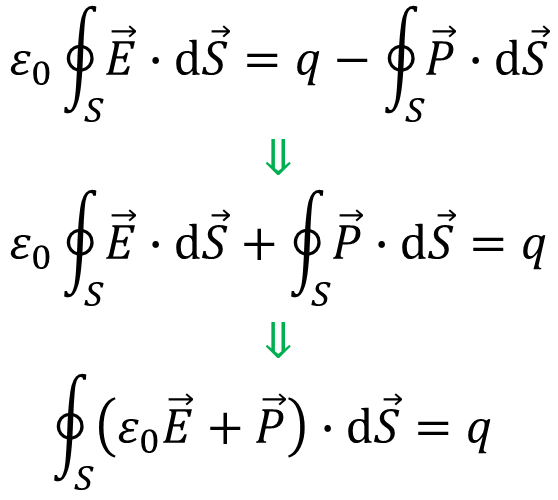 ε₀ ∮_S E⃗ · dS⃗ = q − ∮_S P⃗ · dS⃗
⇓
ε₀ ∮_S E⃗ · dS⃗ + ∮_S P⃗ · dS⃗ = q
⇓
∮_S (ε₀E⃗ + P⃗) · dS⃗ = q